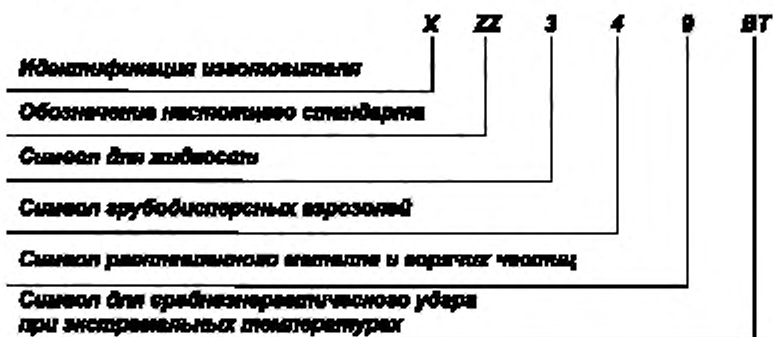 X ZZ 3 4 9 BT
Идентификация изготовителя
Обозначение настоящего стандарта
Символ для жидкости
Символ грубодисперсных аэрозолей
Символ расплавленного металла и горячих частиц
Символ для среднеэнергетического удара
при экстремальных температурах